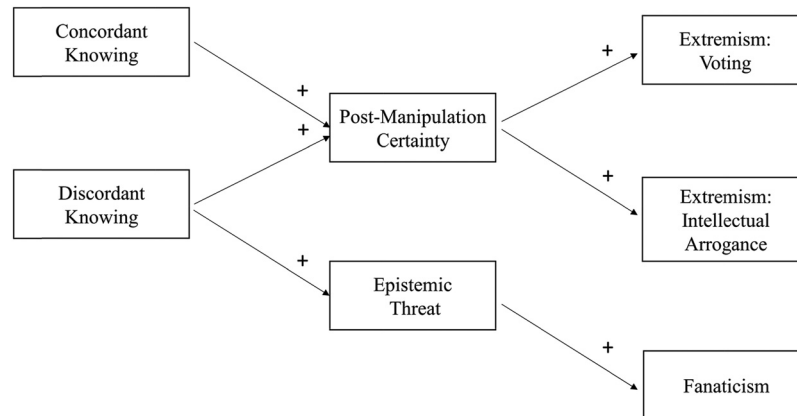 Concordant
Knowing
+
+
Post-Manipulation
Certainty
+
Extremism:
Voting
Discordant
Knowing
+
Extremism:
Intellectual
Arrogance
+
Epistemic
Threat
+
Fanaticism